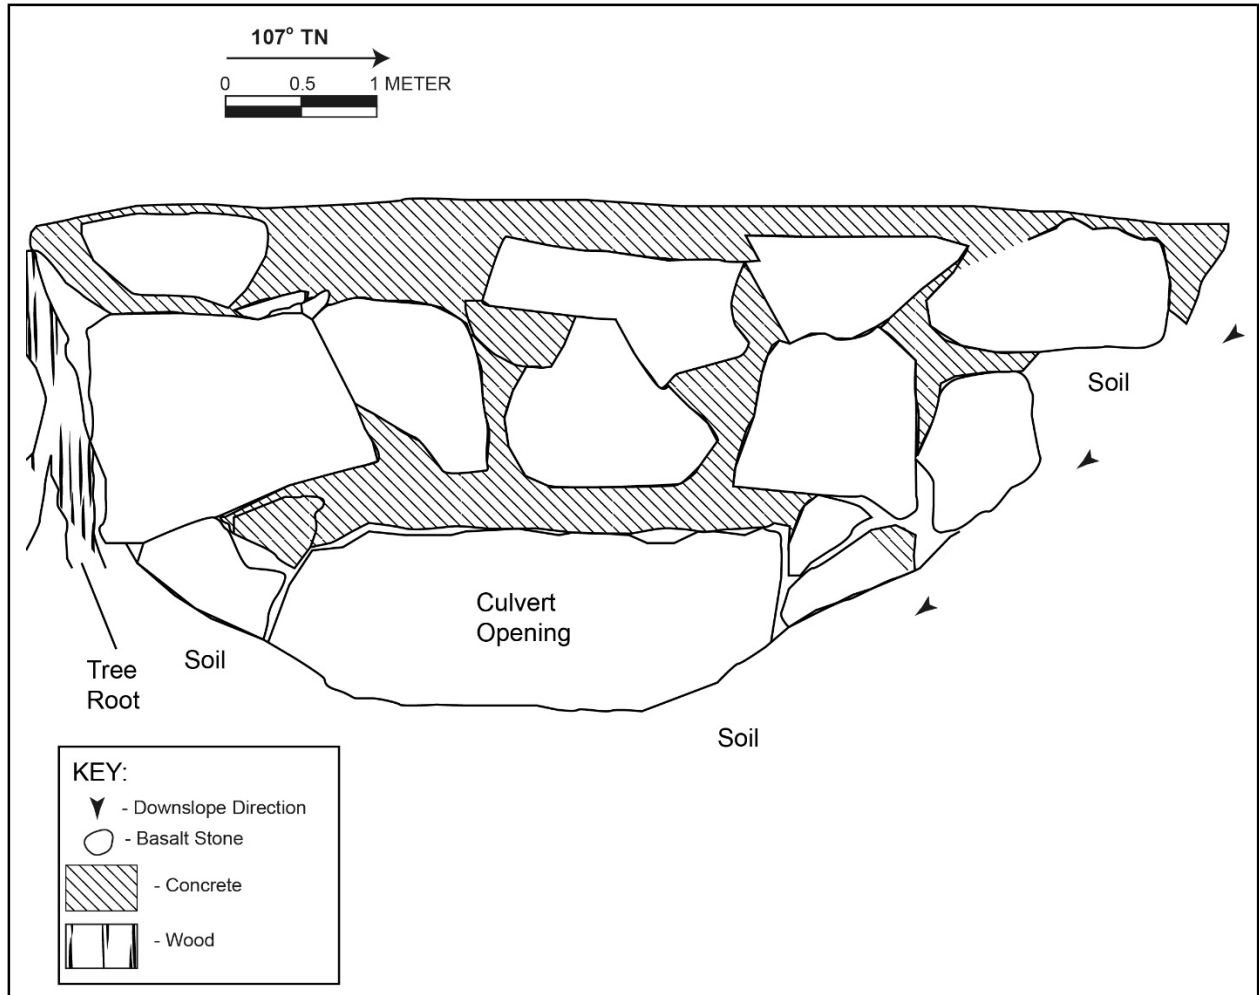 107° TN
0 0.5 1 METER
Soil
Culvert
Opening
Tree
Root
Soil
Soil
KEY:
- Downslope Direction
- Basalt Stone
- Concrete
- Wood